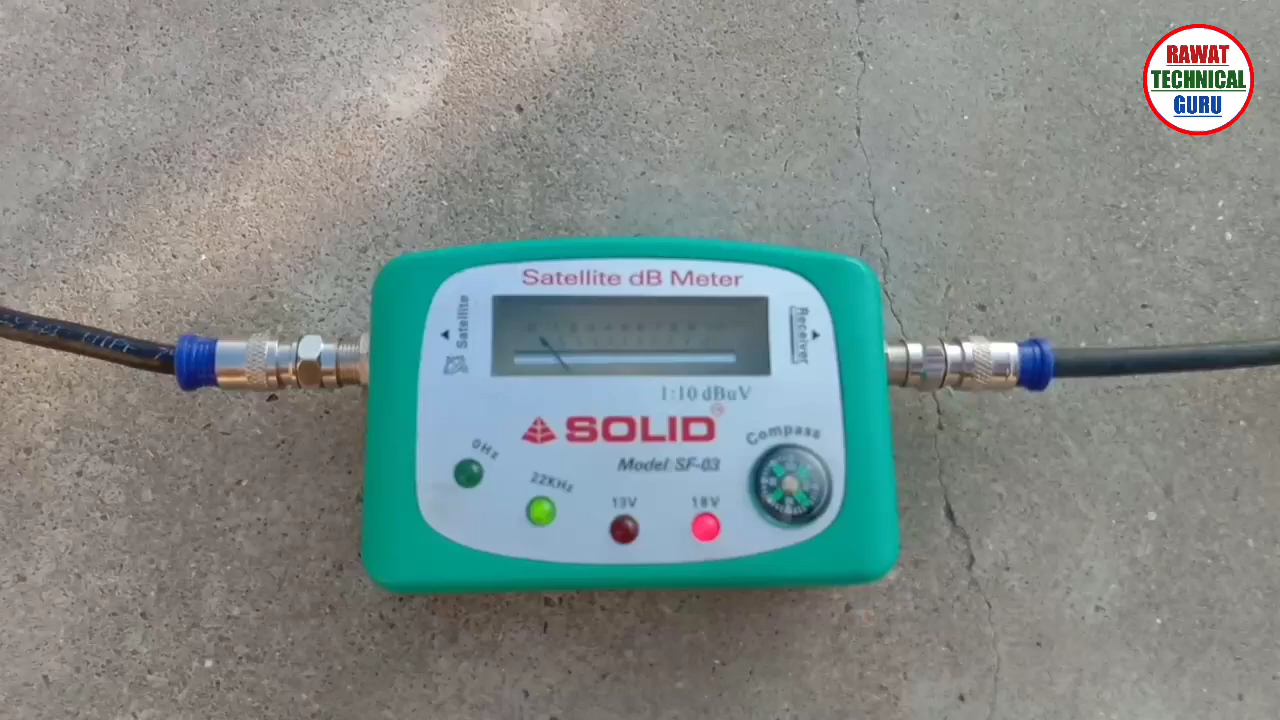 RAWAT
TECHNICAL
GURU
Satellite dB Meter
Satellite
Receiver
1:10 dBuV
SOLID
Model SF-03
Compass
0Hz
22KHz
13V
18V